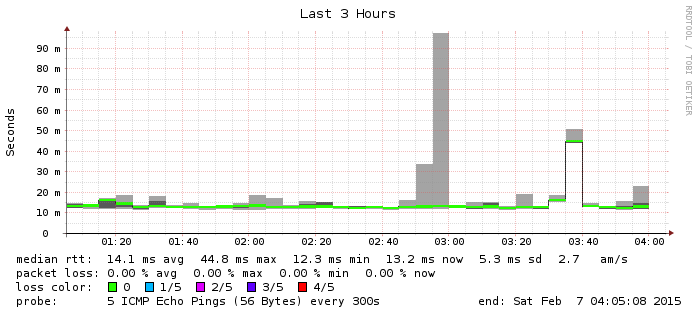 Last 3 Hours
RRDTOOL / TOBI OETIKER
Seconds
90 m
80 m
70 m
60 m
50 m
40 m
30 m
20 m
10 m
0
01:20 01:40 02:00 02:20 02:40 03:00 03:20 03:40 04:00
median rtt: 14.1 ms avg 44.8 ms max 12.3 ms min 13.2 ms now 5.3 ms sd 2.7 am/s
packet loss: 0.00 % avg 0.00 % max 0.00 % min 0.00 % now
loss color: 0 1/5 2/5 3/5 4/5
probe: 5 ICMP Echo Pings (56 Bytes) every 300s end: Sat Feb 7 04:05:08 2015